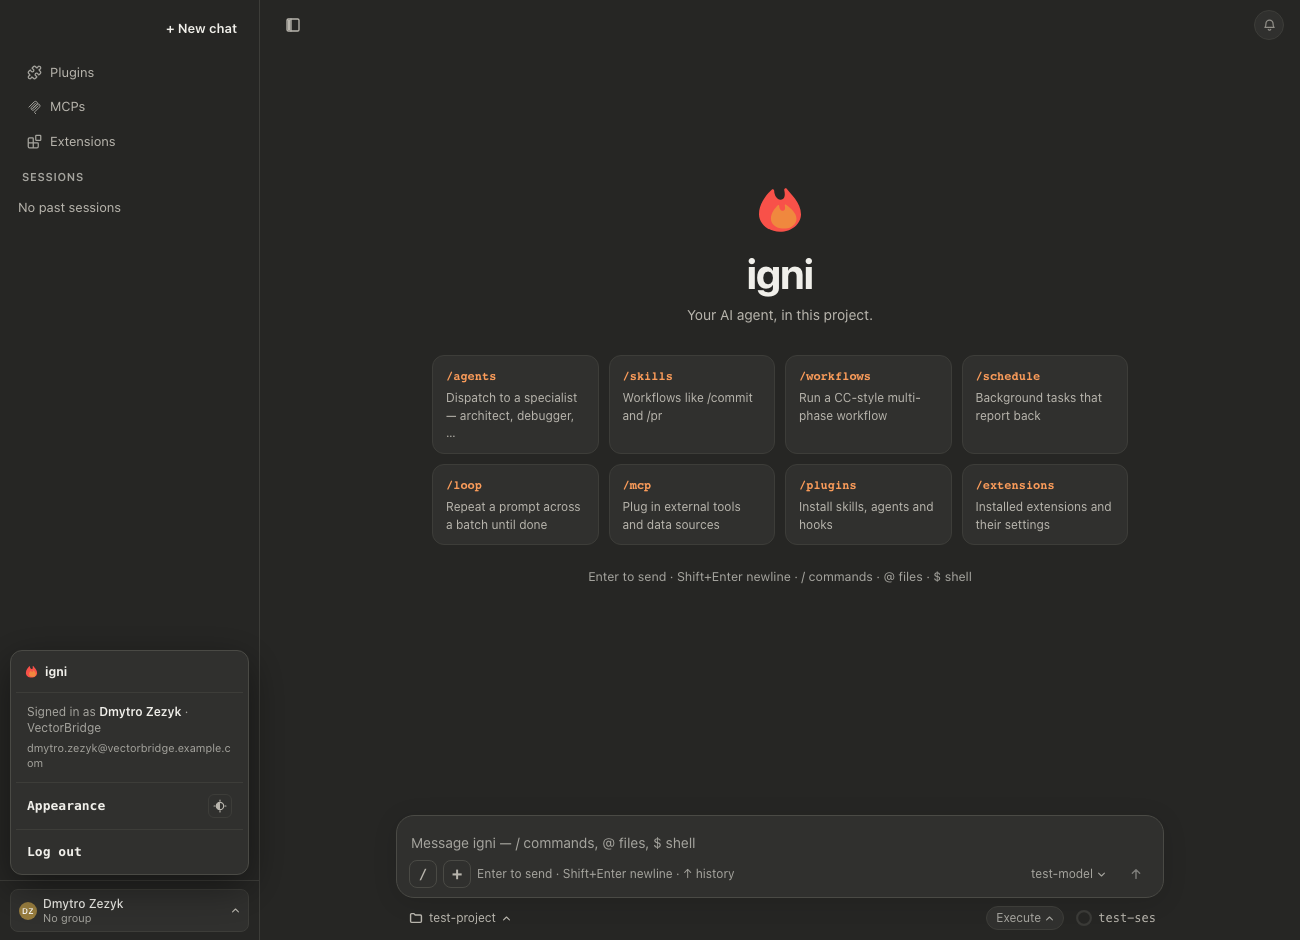 + New chat
Plugins
MCPs
Extensions
SESSIONS
No past sessions
igni
Your AI agent, in this project.
/agents
Dispatch to a specialist
— architect, debugger,
…
/skills
Workflows like /commit
and /pr
/workflows
Run a CC-style multi-
phase workflow
/schedule
Background tasks that
report back
/loop
Repeat a prompt across
a batch until done
/mcp
Plug in external tools
and data sources
/plugins
Install skills, agents and
hooks
/extensions
Installed extensions and
their settings
Enter to send · Shift+Enter newline · / commands · @ files · $ shell
igni
Signed in as Dmytro Zezyk ·
VectorBridge
dmytro.zezyk@vectorbridge.example.c
om
Appearance
Log out
DZ
Dmytro Zezyk
No group
Message igni — / commands, @ files, $ shell
/ + Enter to send · Shift+Enter newline · ↑ history
test-model
test-project
Execute
test-ses